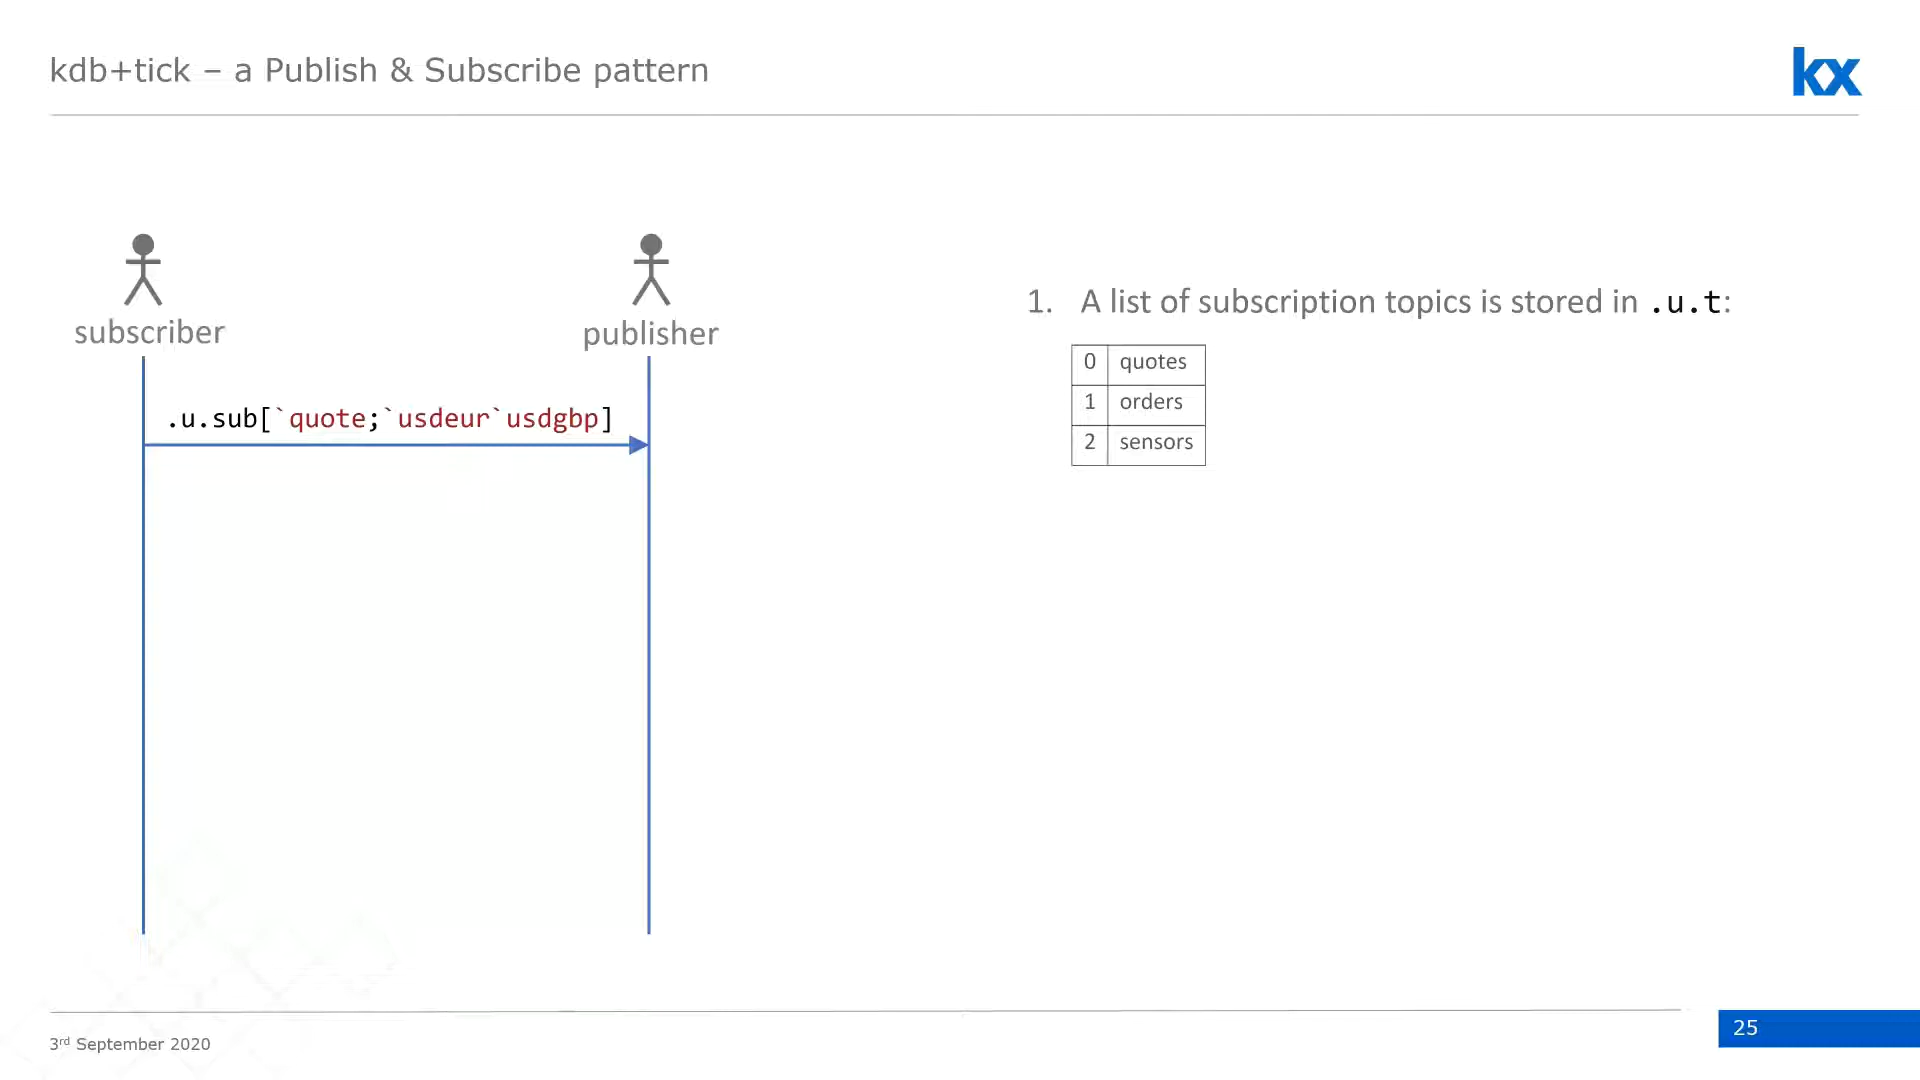 kdb+tick – a Publish & Subscribe pattern
kx
subscriber
publisher
.u.sub[`quote;`usdeur`usdgbp]
1. A list of subscription topics is stored in .u.t:
0 quotes
1 orders
2 sensors
3rd September 2020
25